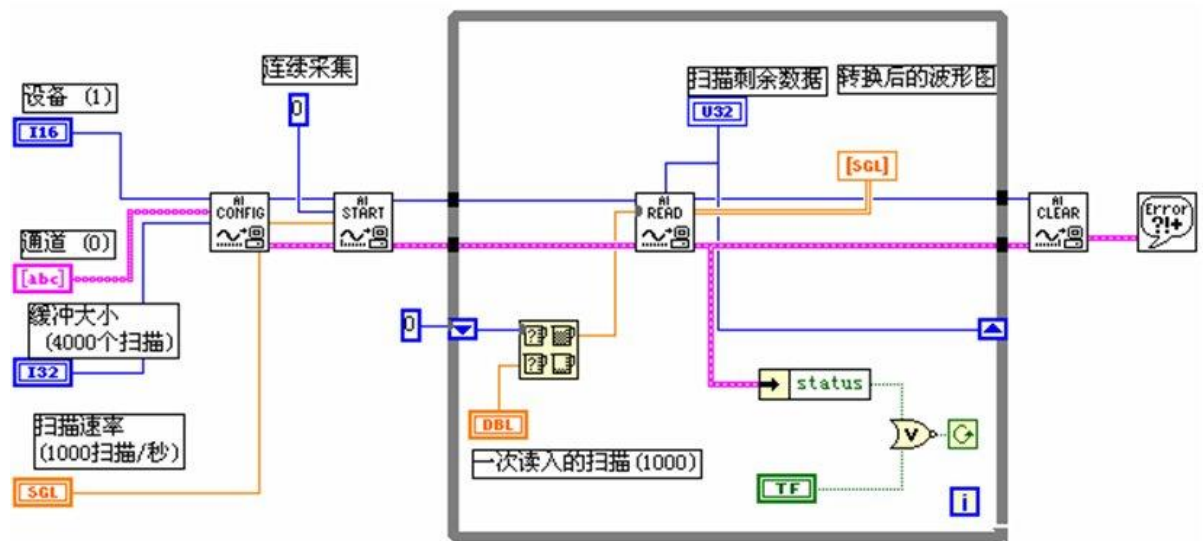 连续采集
0
设备 (1)
I16
通道 (0)
[abc]
缓冲大小
(4000个扫描)
I32
扫描速率
(1000扫描/秒)
SGL
AI
CONFIG
AI
START
扫描剩余数据
U32
转换后的波形图
[SGL]
AI
READ
AI
CLEAR
Error
?!+
0
? ?
DBL
一次读入的扫描(1000)
status
V
TF
i